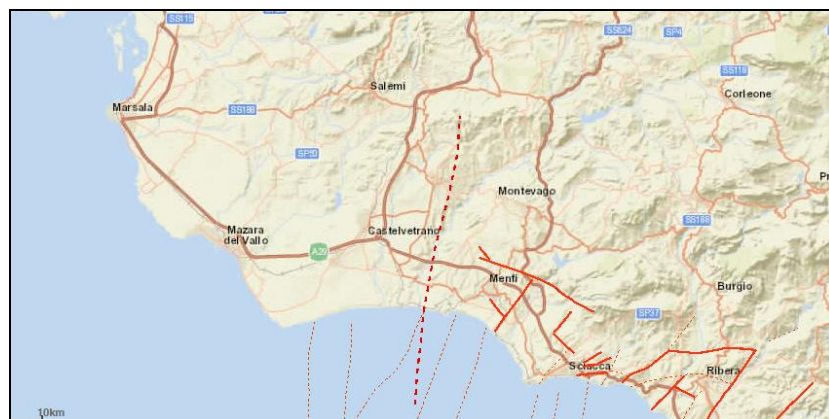 SS115
SS624
SP4
SS118
Salemi
Corleone
Marsala
SS188
SP50
Montevago
SS188
Mazara
del Vallo
Castelvetrano
A29
Menfi
Burgio
SP37
Sciacca
Ribera
10km